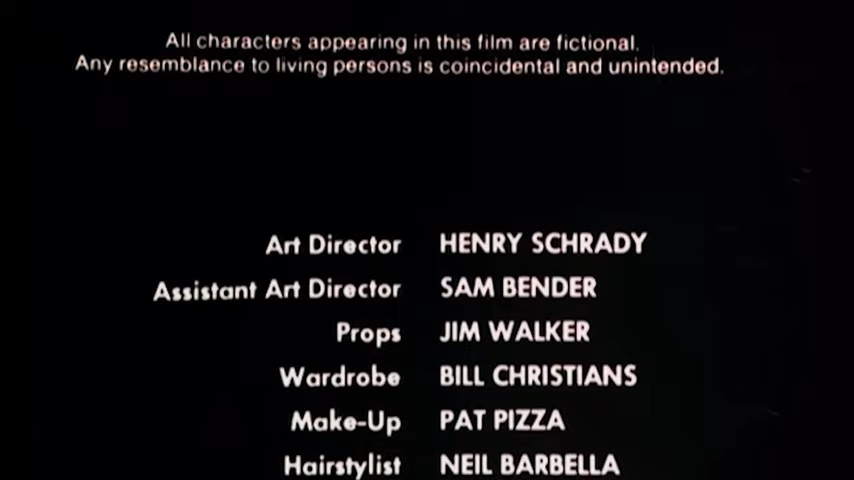 All characters appearing in this film are fictional.
Any resemblance to living persons is coincidental and unintended.
Art Director HENRY SCHRADY
Assistant Art Director SAM BENDER
Props JIM WALKER
Wardrobe BILL CHRISTIANS
Make-Up PAT PIZZA
Hairstylist NEIL BARBELLA